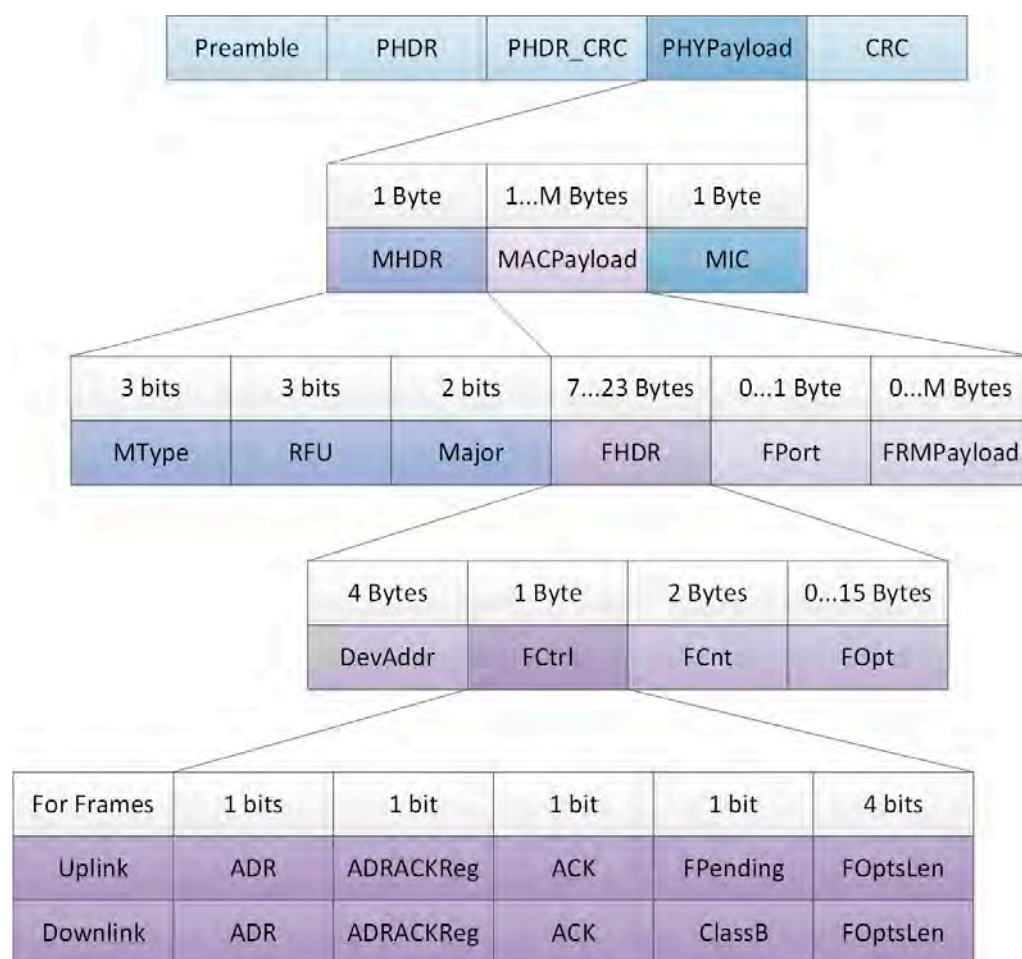 Preamble PHDR PHDR_CRC PHYPayload CRC
1 Byte 1...M Bytes 1 Byte
MHDR MACPayload MIC
3 bits 3 bits 2 bits 7...23 Bytes 0...1 Byte 0...M Bytes
MType RFU Major FHDR FPort FRMPayload
4 Bytes 1 Byte 2 Bytes 0...15 Bytes
DevAddr FCtrl FCnt FOpt
For Frames 1 bits 1 bit 1 bit 1 bit 4 bits
Uplink ADR ADRACKReg ACK FPending FOptsLen
Downlink ADR ADRACKReg ACK ClassB FOptsLen